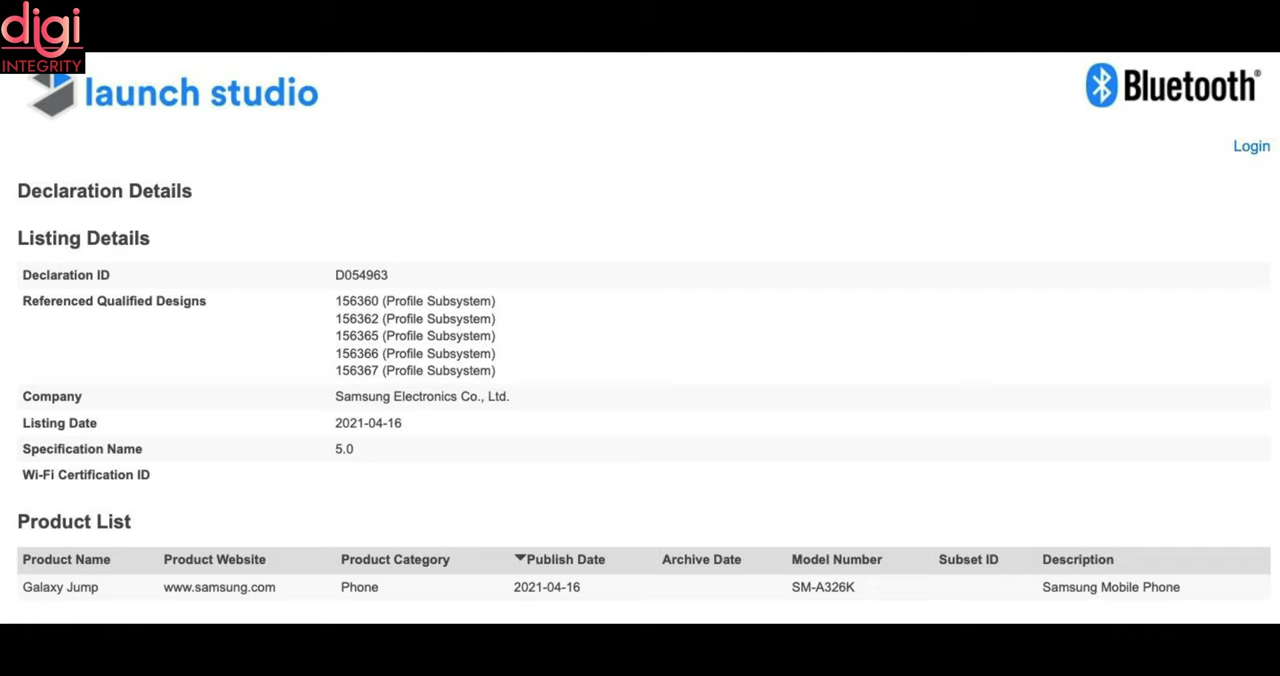 digi
INTEGRITY
launch studio
Bluetooth®
Login
Declaration Details
Listing Details
Declaration ID D054963
Referenced Qualified Designs 156360 (Profile Subsystem)
156362 (Profile Subsystem)
156365 (Profile Subsystem)
156366 (Profile Subsystem)
156367 (Profile Subsystem)
Company Samsung Electronics Co., Ltd.
Listing Date 2021-04-16
Specification Name 5.0
Wi-Fi Certification ID
Product List
Product Name Product Website Product Category Publish Date Archive Date Model Number Subset ID Description
Galaxy Jump www.samsung.com Phone 2021-04-16 SM-A326K Samsung Mobile Phone